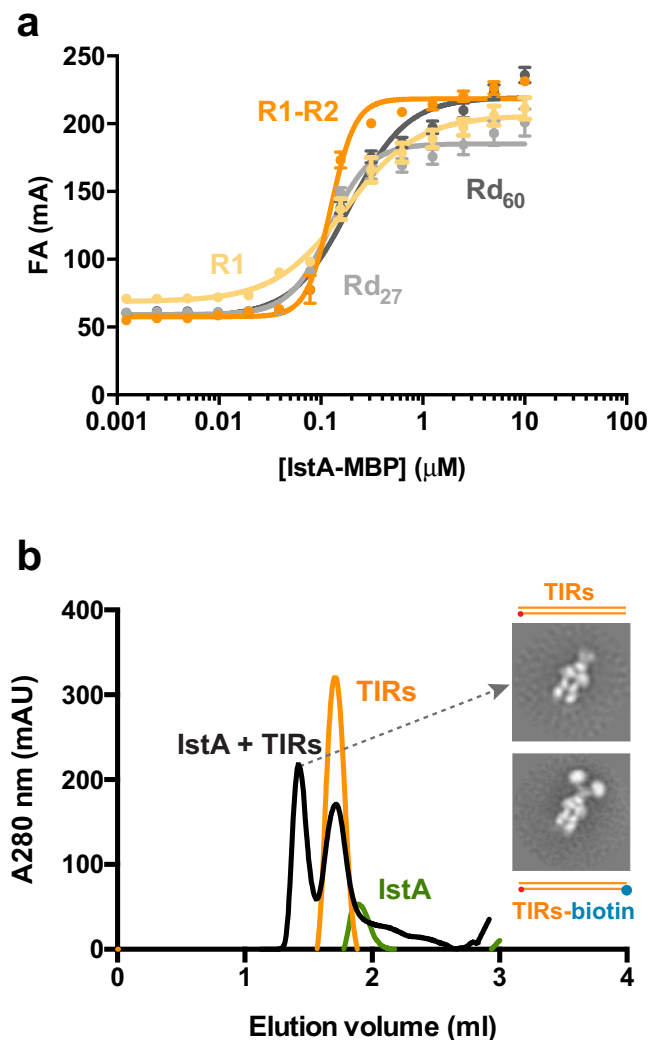 a
250
200
150
100
50
0
FA (mA)
R1-R2
R1
Rd60
Rd27
0.001
0.01
0.1
1
10
100
[IstA-MBP] (μM)
b
400
300
200
100
0
A280 nm (mAU)
TIRs
TIRs
IstA + TIRs
IstA
TIRs-biotin
0
1
2
3
4
Elution volume (ml)